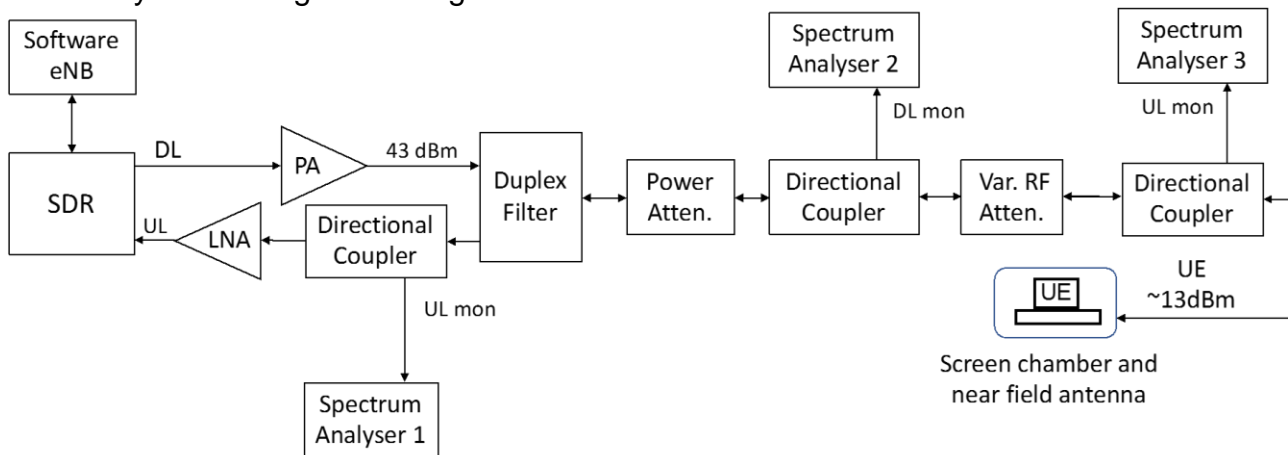 Software
eNB
SDR
DL
PA
43 dBm
UL
LNA
Directional
Coupler
UL mon
Spectrum
Analyser 1
Duplex
Filter
Power
Atten.
Directional
Coupler
DL mon
Spectrum
Analyser 2
Var. RF
Atten.
Directional
Coupler
UL mon
Spectrum
Analyser 3
UE
~13dBm
UE
Screen chamber and
near field antenna